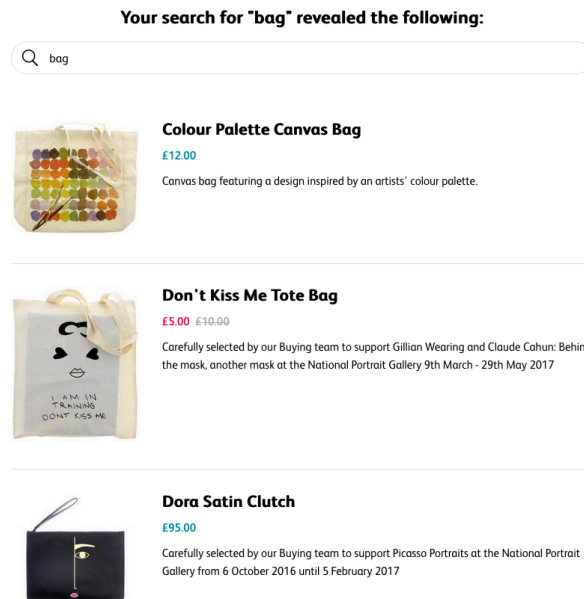 Your search for "bag" revealed the following:
bag
Colour Palette Canvas Bag
£12.00
Canvas bag featuring a design inspired by an artists' colour palette.
Don't Kiss Me Tote Bag
£5.00 £10.00
Carefully selected by our Buying team to support Gillian Wearing and Claude Cahun: Behin
the mask, another mask at the National Portrait Gallery 9th March - 29th May 2017
I AM IN
TRAINING
DONT KISS ME
Dora Satin Clutch
£95.00
Carefully selected by our Buying team to support Picasso Portraits at the National Portrait
Gallery from 6 October 2016 until 5 February 2017